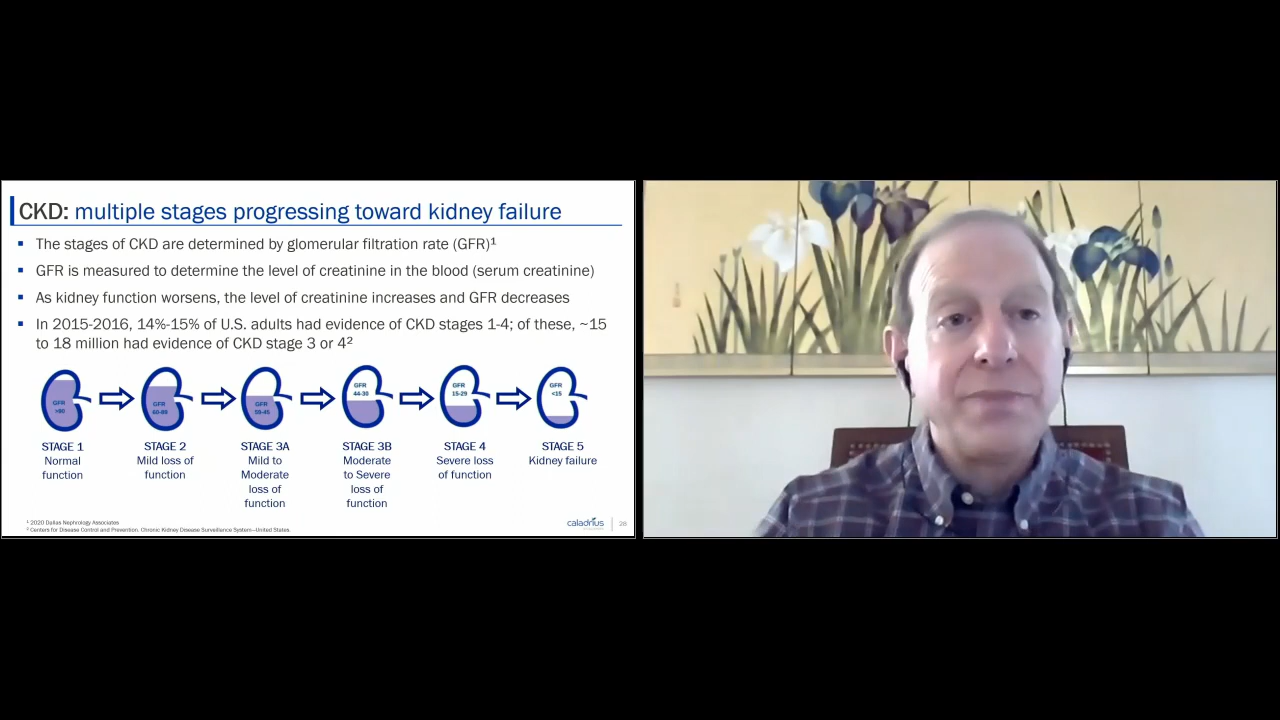 CKD: multiple stages progressing toward kidney failure
▪ The stages of CKD are determined by glomerular filtration rate (GFR)¹
▪ GFR is measured to determine the level of creatinine in the blood (serum creatinine)
▪ As kidney function worsens, the level of creatinine increases and GFR decreases
▪ In 2015-2016, 14%-15% of U.S. adults had evidence of CKD stages 1-4; of these, ~15
to 18 million had evidence of CKD stage 3 or 4²
GFR
>90
GFR
60-89
GFR
59-45
GFR
44-30
GFR
15-29
GFR
<15
STAGE 1
Normal
function
STAGE 2
Mild loss of
function
STAGE 3A
Mild to
Moderate
loss of
function
STAGE 3B
Moderate
to Severe
loss of
function
STAGE 4
Severe loss
of function
STAGE 5
Kidney failure
¹ 2020 Dallas Nephrology Associates
² Centers for Disease Control and Prevention. Chronic Kidney Disease Surveillance System—United States.
caladrius
28